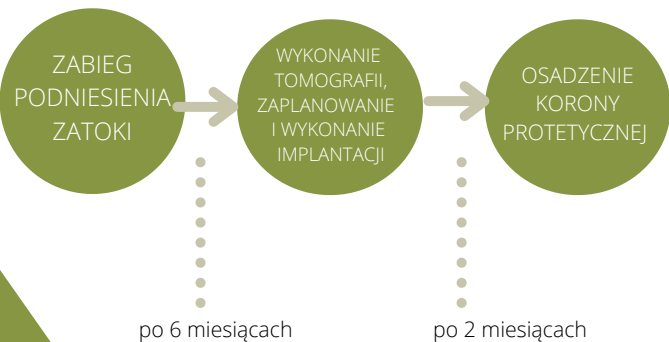 ZABIEG
PODNIESIENIA
ZATOKI
WYKONANIE
TOMOGRAFII,
ZAPLANOWANIE
I WYKONANIE
IMPLANTACJI
OSADZENIE
KORONY
PROTETYCZNEJ
po 6 miesiącach
po 2 miesiącach